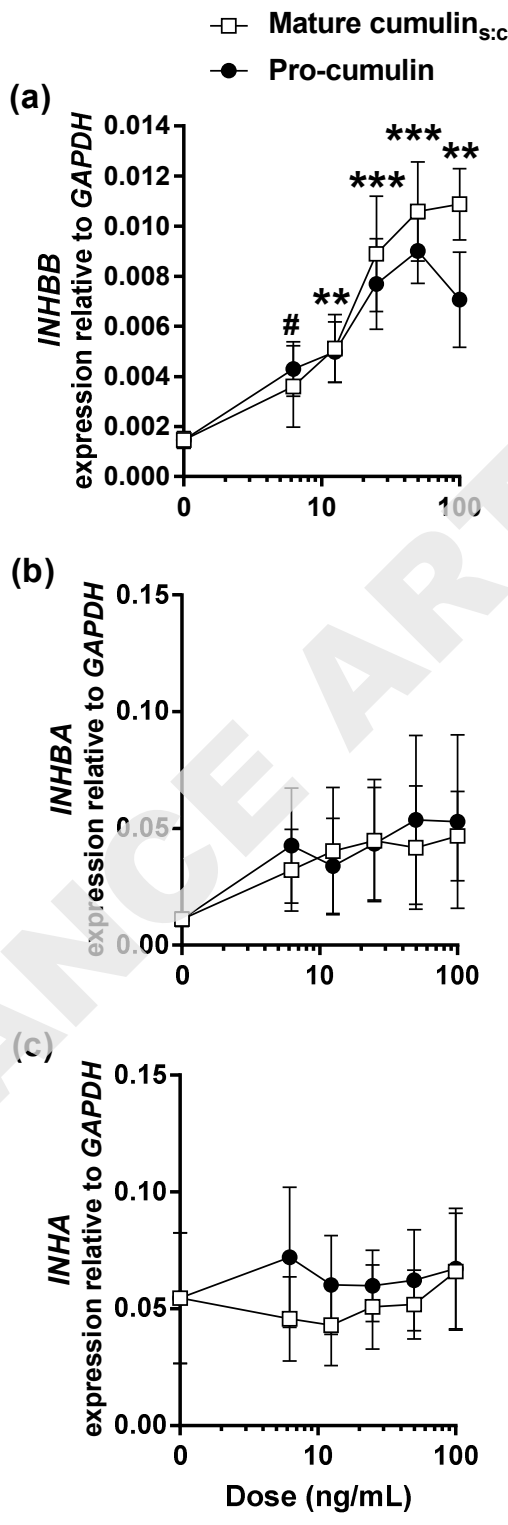 Mature cumulin s:c
Pro-cumulin
(a)
INHBB
expression relative to GAPDH
0.014
0.012
0.010
0.008
0.006
0.004
0.002
0.000
#
**
***
***
**
0
10
100
(b)
INHBA
expression relative to GAPDH
0.15
0.10
0.05
0.00
0
10
100
(c)
INHA
expression relative to GAPDH
0.15
0.10
0.05
0.00
0
10
100
Dose (ng/mL)
ANCE ART